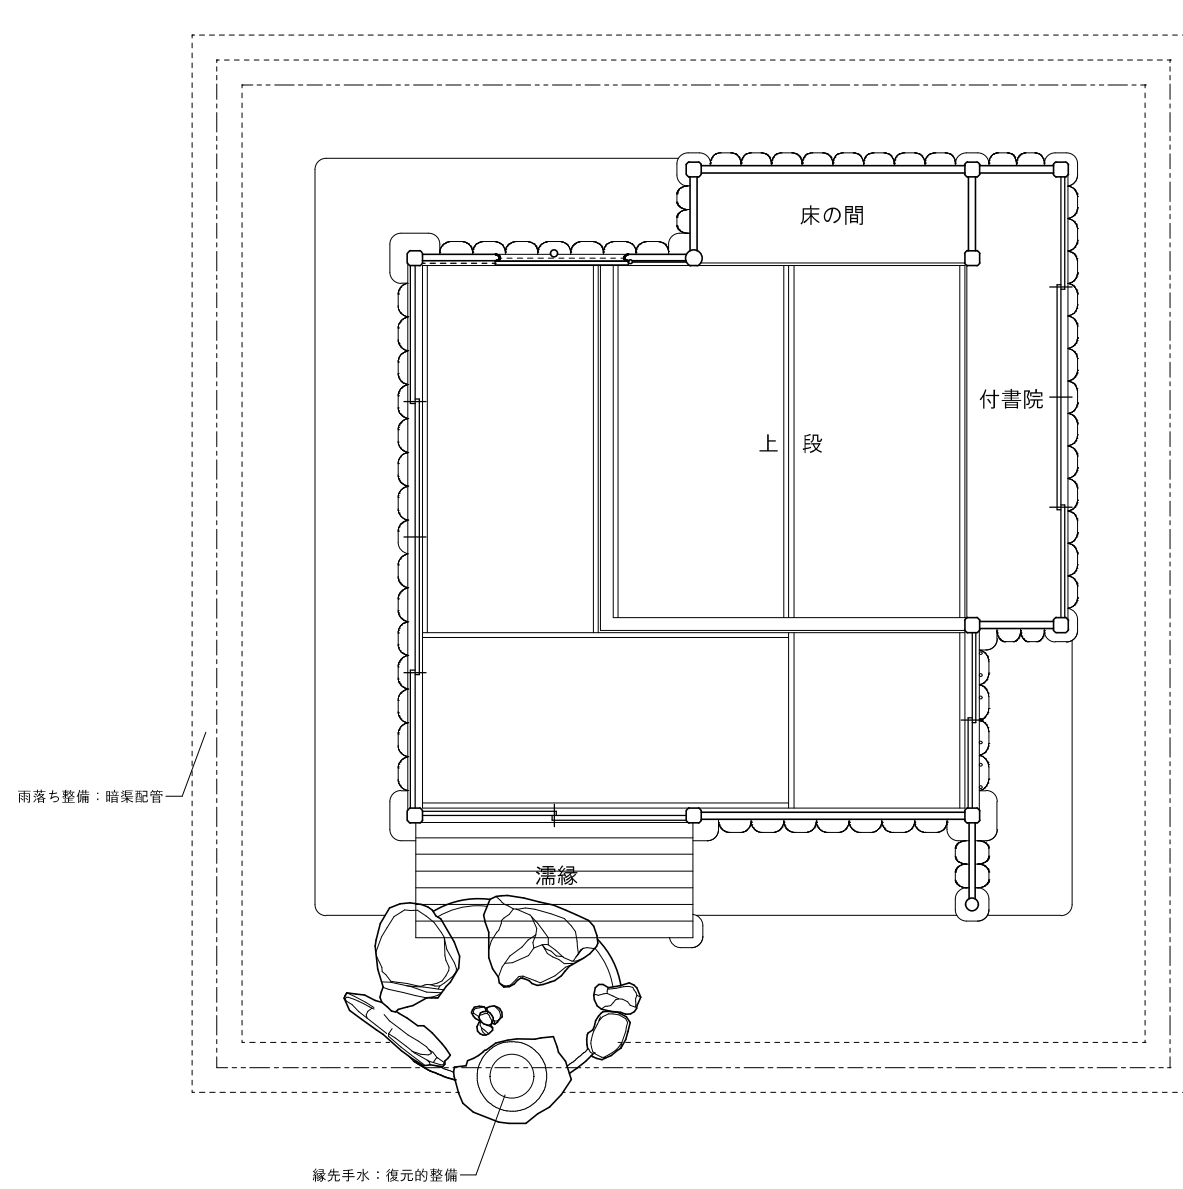 床の間
付書院
上 段
雨落ち整備：暗渠配管
濡縁
縁先手水：復元的整備